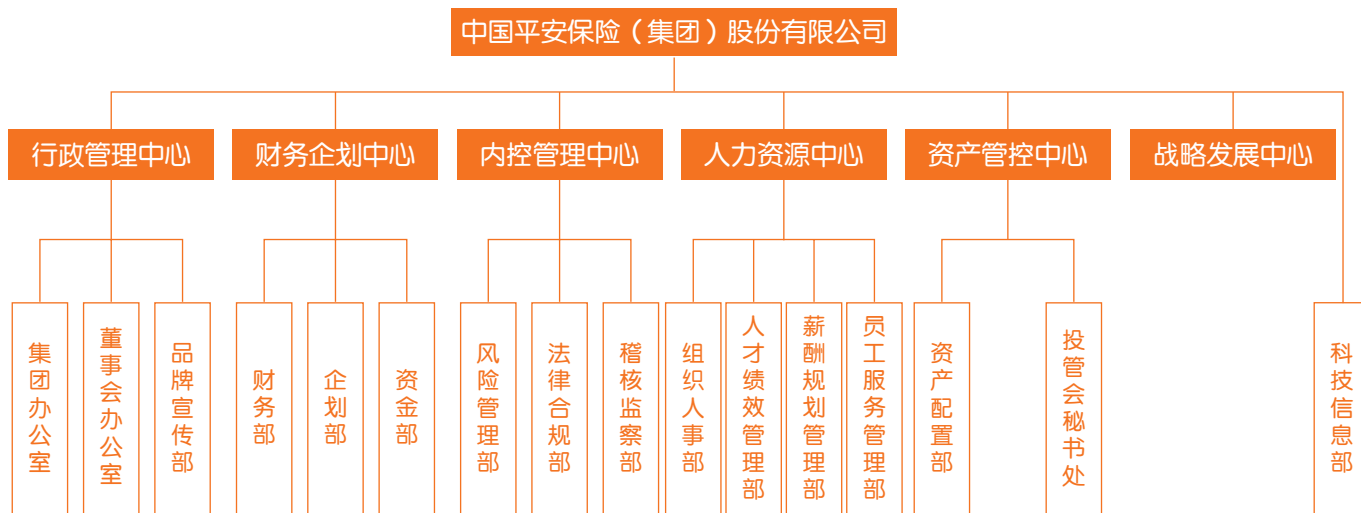 中国平安保险（集团）股份有限公司
行政管理中心
财务企划中心
内控管理中心
人力资源中心
资产管控中心
战略发展中心
集团办公室
董事会办公室
品牌宣传部
财务部
企划部
资金部
风险管理部
法律合规部
稽核监察部
组织人事部
人才绩效管理部
薪酬规划管理部
员工服务管理部
资产配置部
投管会秘书处
科技信息部